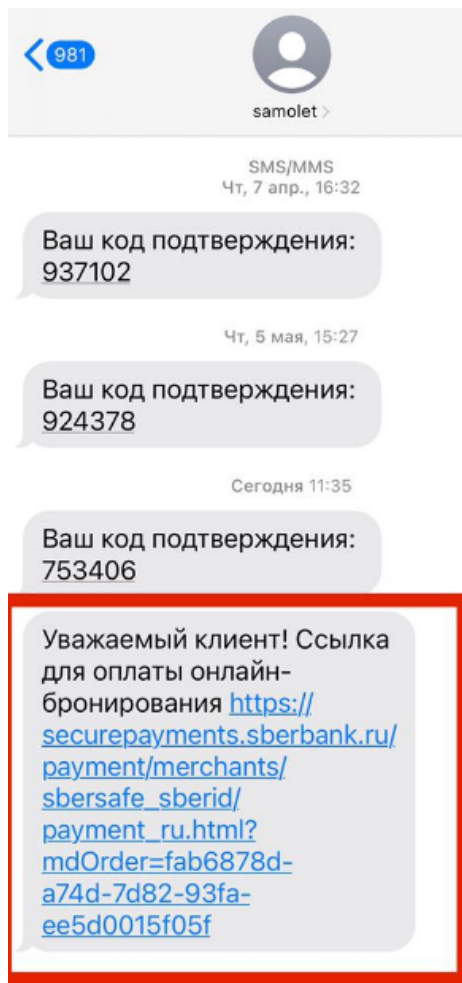 981
samolet
SMS/MMS
Чт, 7 апр., 16:32
Ваш код подтверждения:
937102
Чт, 5 мая, 15:27
Ваш код подтверждения:
924378
Сегодня 11:35
Ваш код подтверждения:
753406
Уважаемый клиент! Ссылка
для оплаты онлайн-
бронирования https://
securepayments.sberbank.ru/
payment/merchants/
sbersafe_sberid/
payment_ru.html?
mdOrder=fab6878d-
a74d-7d82-93fa-
ee5d0015f05f